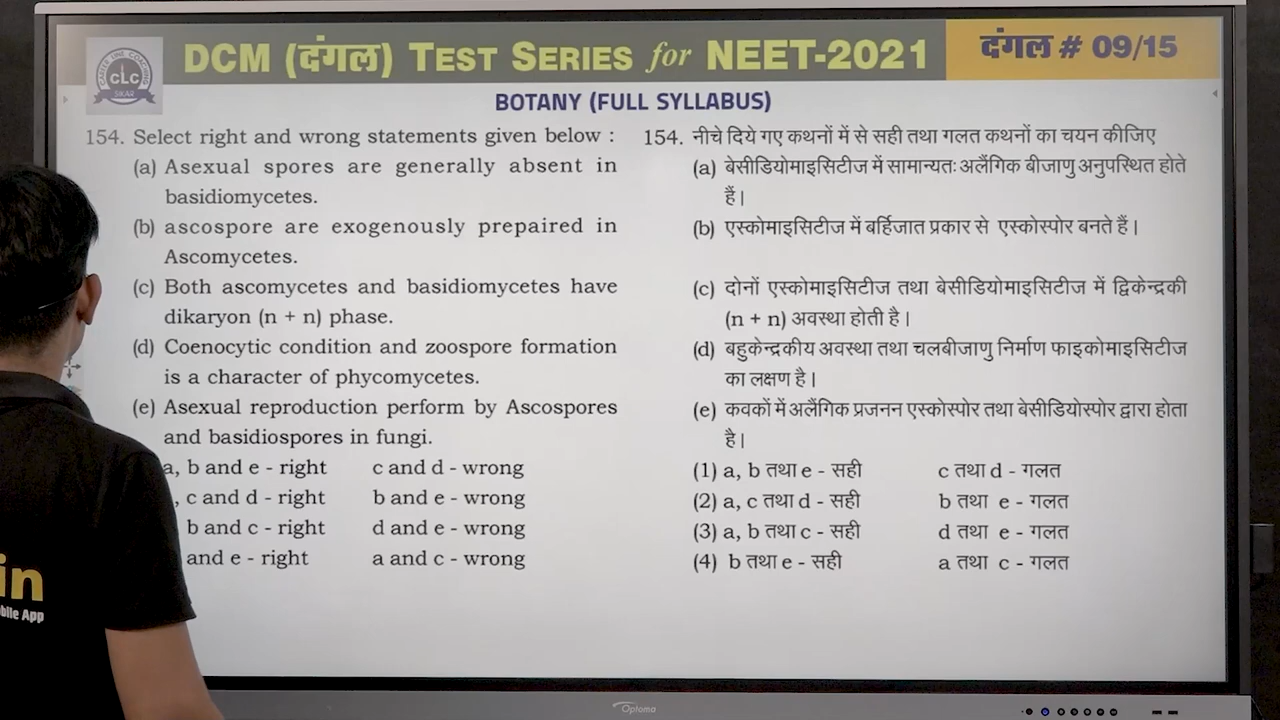 DCM (दंगल) TEST SERIES for NEET-2021
दंगल # 09/15
CLC
SIKAR
BOTANY (FULL SYLLABUS)
154. Select right and wrong statements given below :
(a) Asexual spores are generally absent in
basidiomycetes.
(b) ascospore are exogenously prepaired in
Ascomycetes.
(c) Both ascomycetes and basidiomycetes have
dikaryon (n + n) phase.
(d) Coenocytic condition and zoospore formation
is a character of phycomycetes.
(e) Asexual reproduction perform by Ascospores
and basidiospores in fungi.
a, b and e - right c and d - wrong
, c and d - right b and e - wrong
b and c - right d and e - wrong
and e - right a and c - wrong
154. नीचे दिये गए कथनों में से सही तथा गलत कथनों का चयन कीजिए
(a) बेसीडियोमाइसिटीज में सामान्यतः अलैंगिक बीजाणु अनुपस्थित होते
हैं।
(b) एस्कोमाइसिटीज में बर्हिजात प्रकार से एस्कोस्पोर बनते हैं।
(c) दोनों एस्कोमाइसिटीज तथा बेसीडियोमाइसिटीज में द्विकेन्द्रकी
(n + n) अवस्था होती है।
(d) बहुकेन्द्रकीय अवस्था तथा चलबीजाणु निर्माण फाइकोमाइसिटीज
का लक्षण है।
(e) कवकों में अलैंगिक प्रजनन एस्कोस्पोर तथा बेसीडियोस्पोर द्वारा होता
है।
(1) a, b तथा e - सही c तथा d - गलत
(2) a, c तथा d - सही b तथा e - गलत
(3) a, b तथा c - सही d तथा e - गलत
(4) b तथा e - सही a तथा c - गलत
in
bile App
Optoma